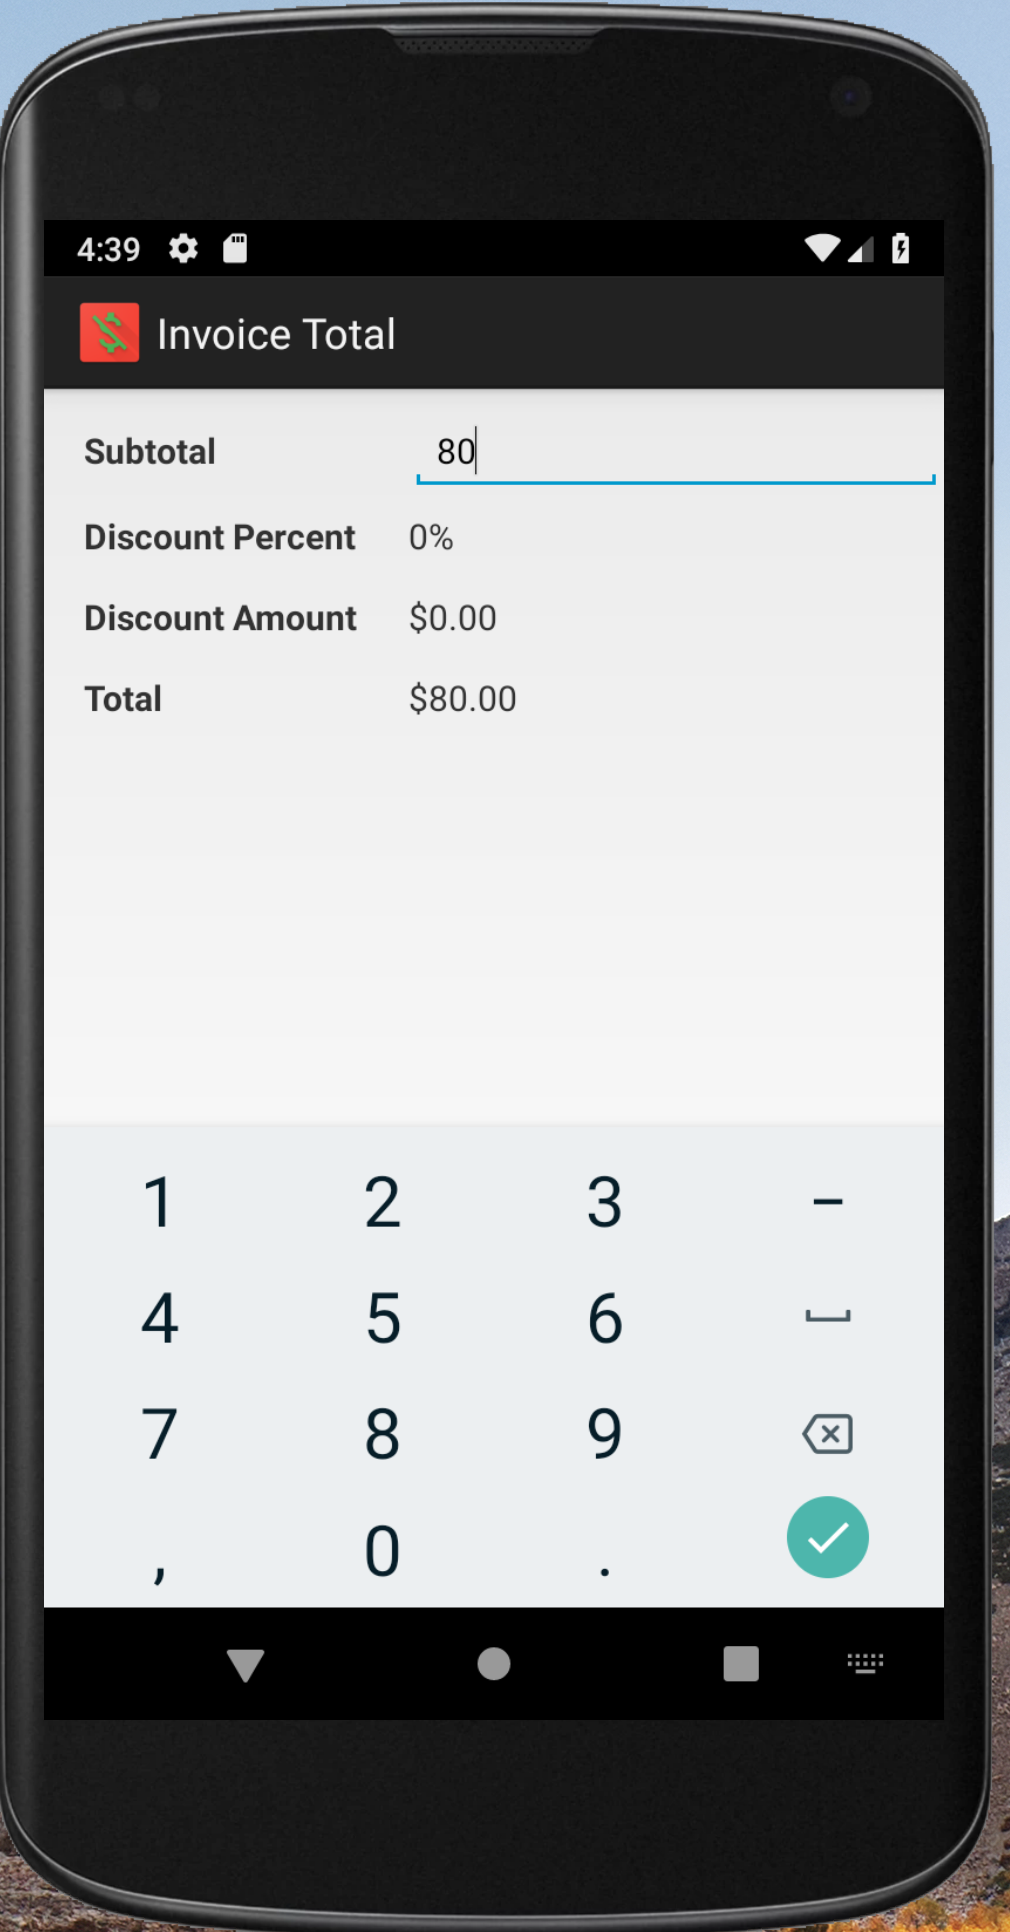 4:39
Invoice Total
Subtotal 80
Discount Percent 0%
Discount Amount $0.00
Total $80.00
1 2 3 -
4 5 6
7 8 9
, 0 .